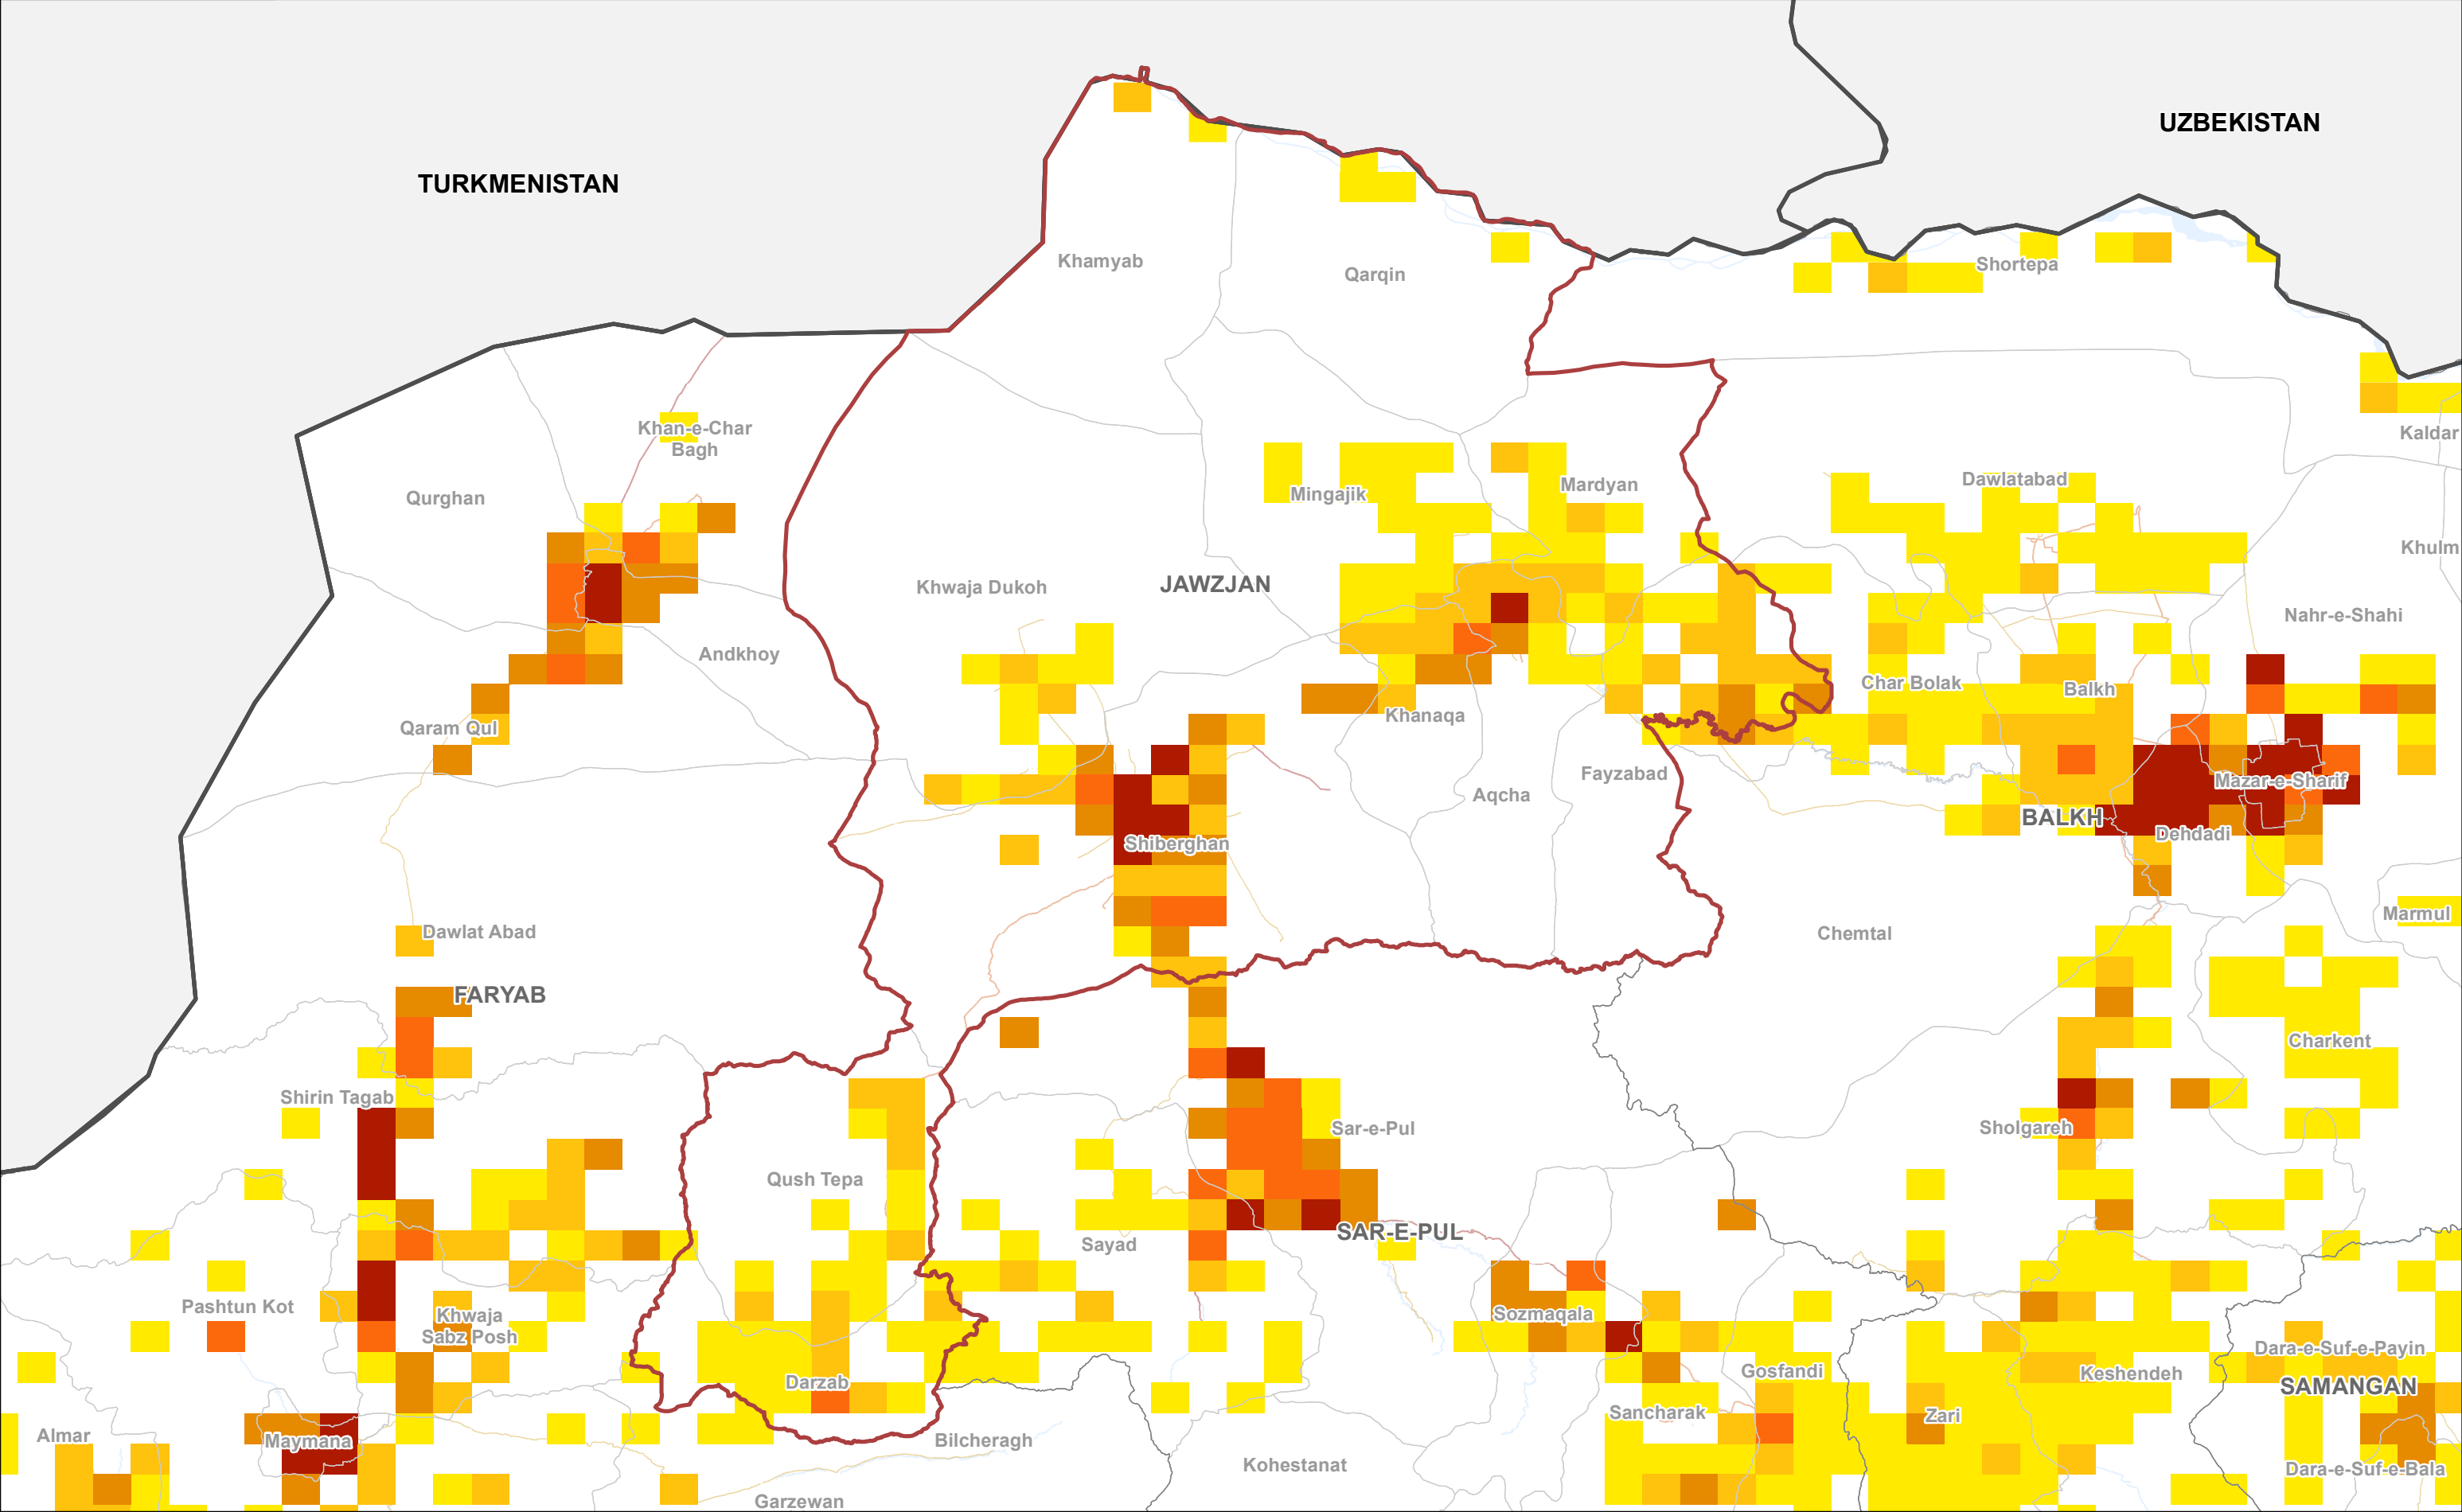 UZBEKISTAN
TURKMENISTAN
Khamyab
Shortepa
Qarqin
Khan-e-Char
Bagh
Kaldar
Qurghan
Mingajik
Mardyan
Dawlatabad
Khulm
Khwaja Dukoh
JAWZJAN
Nahr-e-Shahi
Andkhoy
Char Bolak
Balkh
Qaram Qul
Khanaqa
Fayzabad
Mazar-e-Sharif
Aqcha
BALKH
Dehdadi
Shiberghan
Marmul
Dawlat Abad
Chemtal
FARYAB
Charkent
Shirin Tagab
Sar-e-Pul
Sholgareh
Qush Tepa
SAR-E-PUL
Sayad
Pashtun Kot
Khwaja
Sabz Posh
Sozmaqala
Dara-e-Suf-e-Payin
Gosfandi
Keshendeh
Darzab
SAMANGAN
Sancharak
Zari
Almar
Maymana
Bilcheragh
Kohestanat
Dara-e-Suf-e-Bala
Garzewan